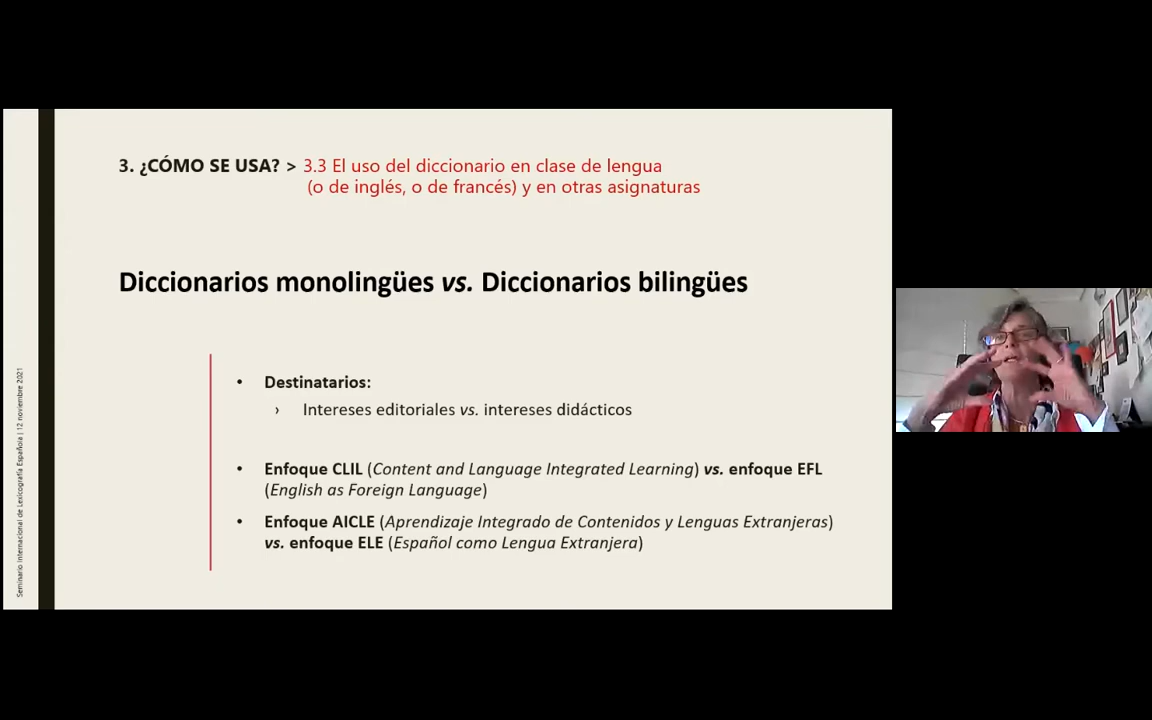 3. ¿CÓMO SE USA? > 3.3 El uso del diccionario en clase de lengua
(o de inglés, o de francés) y en otras asignaturas
Diccionarios monolingües vs. Diccionarios bilingües
• Destinatarios:
› Intereses editoriales vs. intereses didácticos
• Enfoque CLIL (Content and Language Integrated Learning) vs. enfoque EFL
(English as Foreign Language)
• Enfoque AICLE (Aprendizaje Integrado de Contenidos y Lenguas Extranjeras)
vs. enfoque ELE (Español como Lengua Extranjera)
Seminario Internacional de Lexicografía Española | 12 noviembre 2021